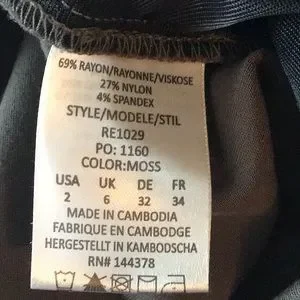 69% RAYON/RAYONNE/VISKOSE
27% NYLON
4% SPANDEX
STYLE/MODELE/STIL
RE1029
PO: 1160
COLOR:MOSS
USA UK DE FR
2 6 32 34
MADE IN CAMBODIA
FABRIQUE EN CAMBODGE
HERGESTELLT IN KAMBODSCHA
RN# 144378